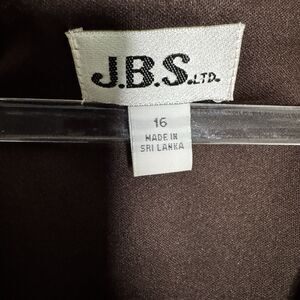 J.B.S.LTD.
16
MADE IN
SRI LANKA